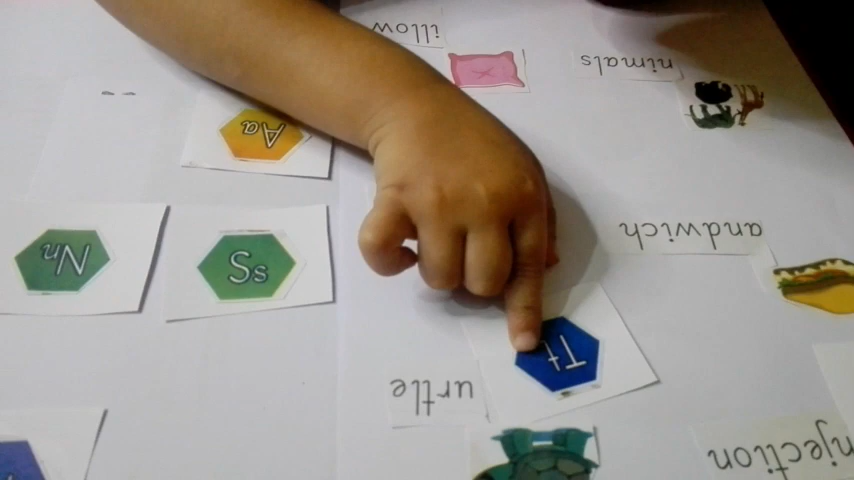 illow
nimals
Aa
andwich
Nn
Ss
Tt
urtle
njection